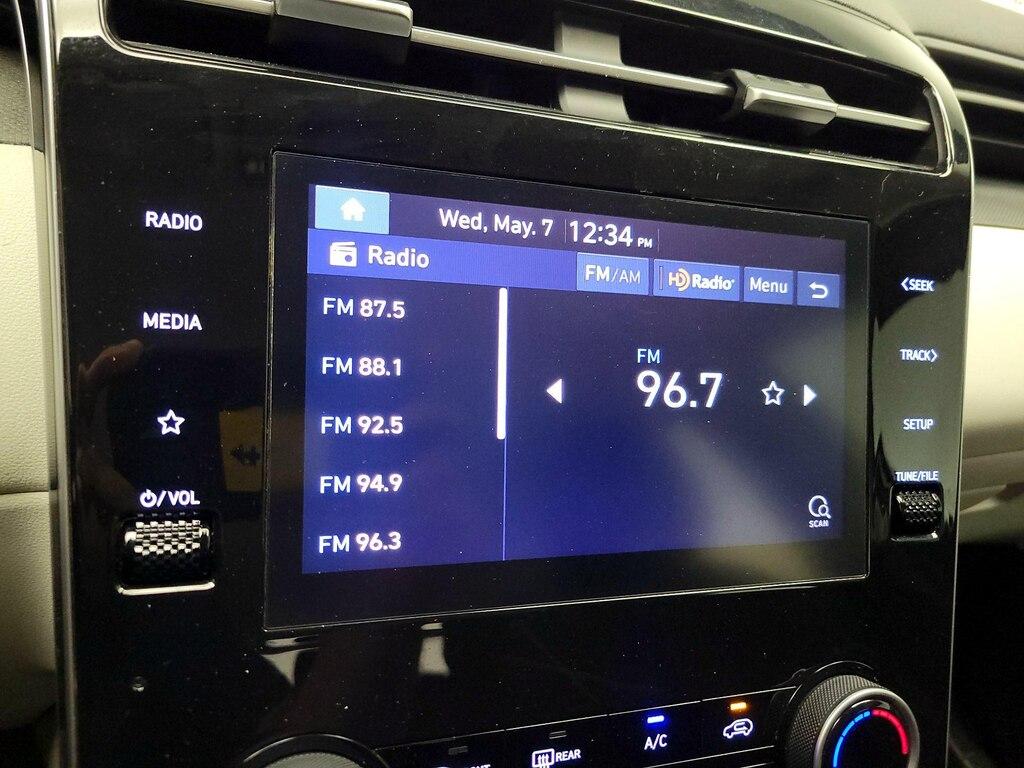 Wed, May. 7 12:34 PM
Radio
FM/AM HD Radio Menu
FM 87.5
FM 88.1
FM 92.5
FM 94.9
FM 96.3
FM
96.7
SCAN
RADIO
MEDIA
/VOL
<SEEK
TRACK>
SETUP
TUNE/FILE
REAR
A/C